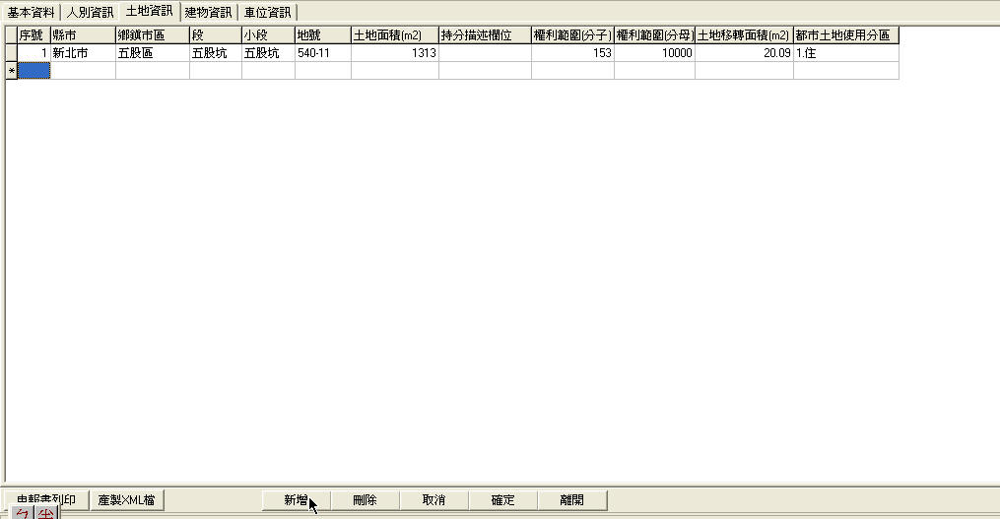 基本資料 人別資訊 土地資訊 建物資訊 車位資訊
序號 縣市 鄉鎮市區 段 小段 地號 土地面積(m2) 持分描述欄位 權利範圍(分子) 權利範圍(分母) 土地移轉面積(m2) 都市土地使用分區
1 新北市 五股區 五股坑 五股坑 540-11 1313 153 10000 20.09 1.住
*
申報書列印 產製XML檔 新增 刪除 取消 確定 離開
ㄅ 半